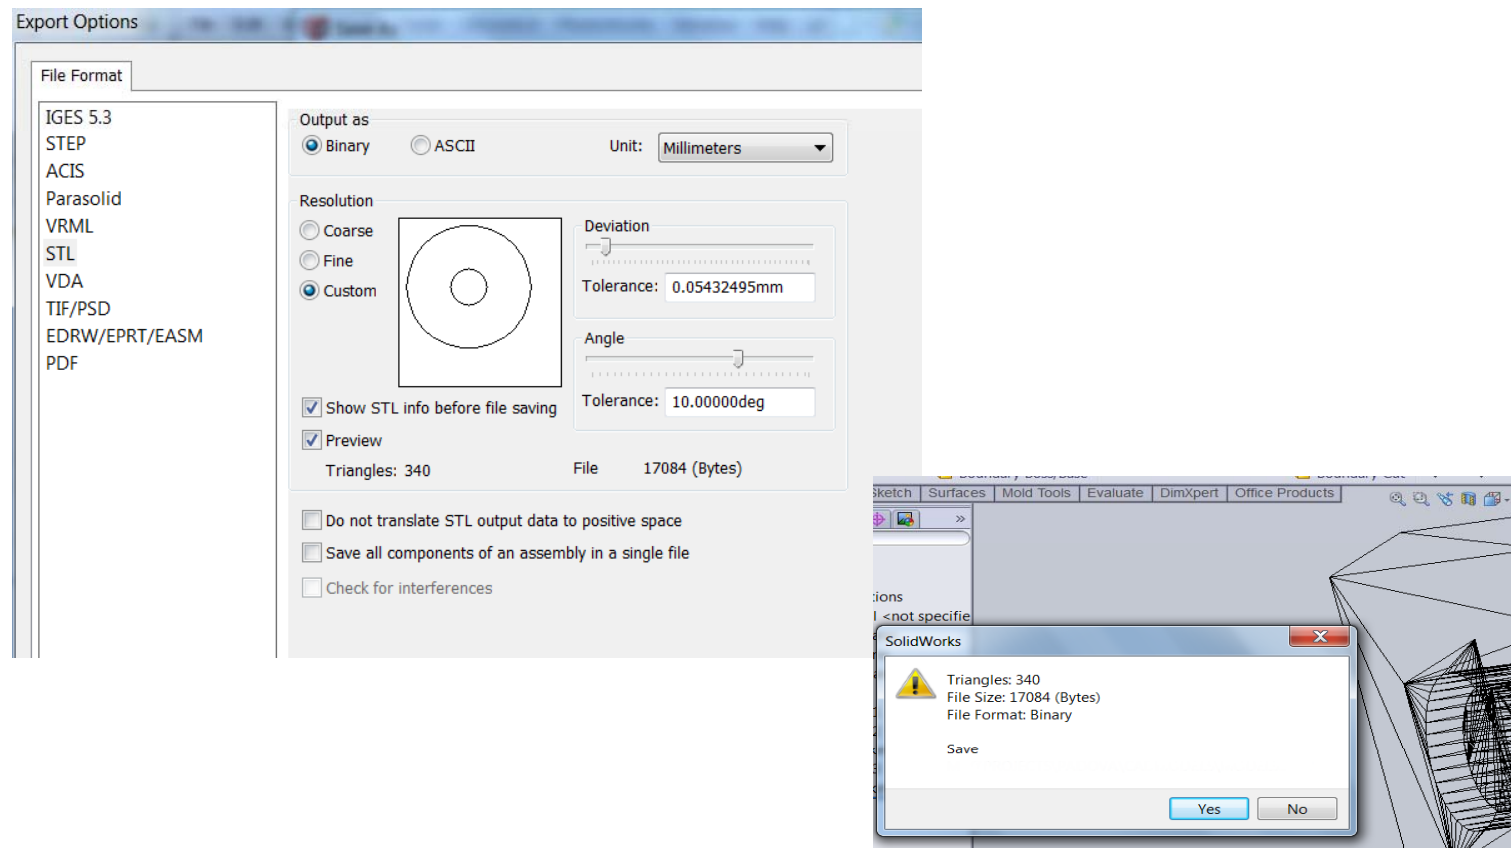 Export Options
File Format
IGES 5.3
STEP
ACIS
Parasolid
VRML
STL
VDA
TIF/PSD
EDRW/EPRT/EASM
PDF
Output as
Binary
ASCII
Unit:
Millimeters
Resolution
Coarse
Fine
Custom
Deviation
Tolerance:
0.05432495mm
Angle
Tolerance:
10.00000deg
Show STL info before file saving
Preview
Triangles: 340
File
17084 (Bytes)
Do not translate STL output data to positive space
Save all components of an assembly in a single file
Check for interferences
Sketch
Surfaces
Mold Tools
Evaluate
DimXpert
Office Products
<not specifie
SolidWorks
Triangles: 340
File Size: 17084 (Bytes)
File Format: Binary
Save
Yes
No